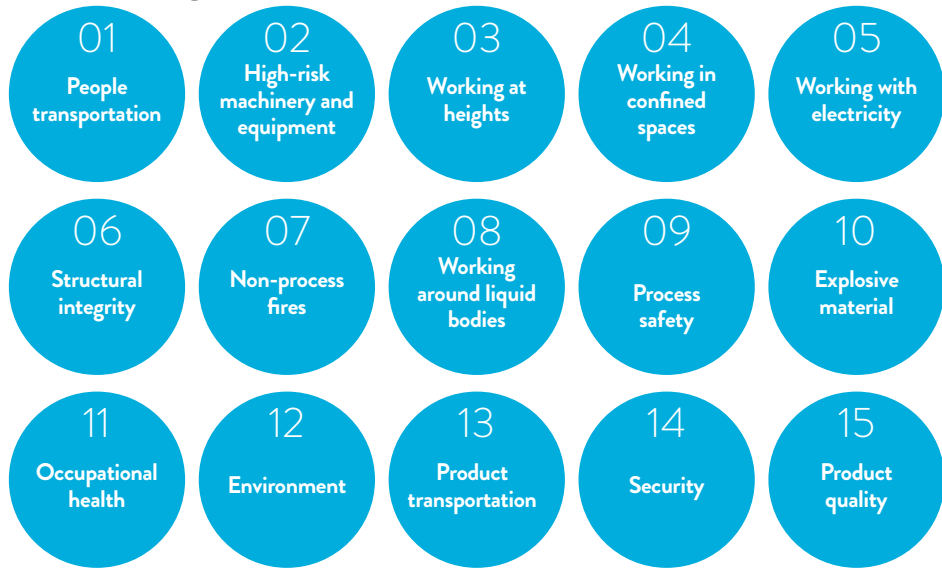 01
People
transportation
02
High-risk
machinery and
equipment
03
Working at
heights
04
Working in
confined
spaces
05
Working with
electricity
06
Structural
integrity
07
Non-process
fires
08
Working
around liquid
bodies
09
Process
safety
10
Explosive
material
11
Occupational
health
12
Environment
13
Product
transportation
14
Security
15
Product
quality